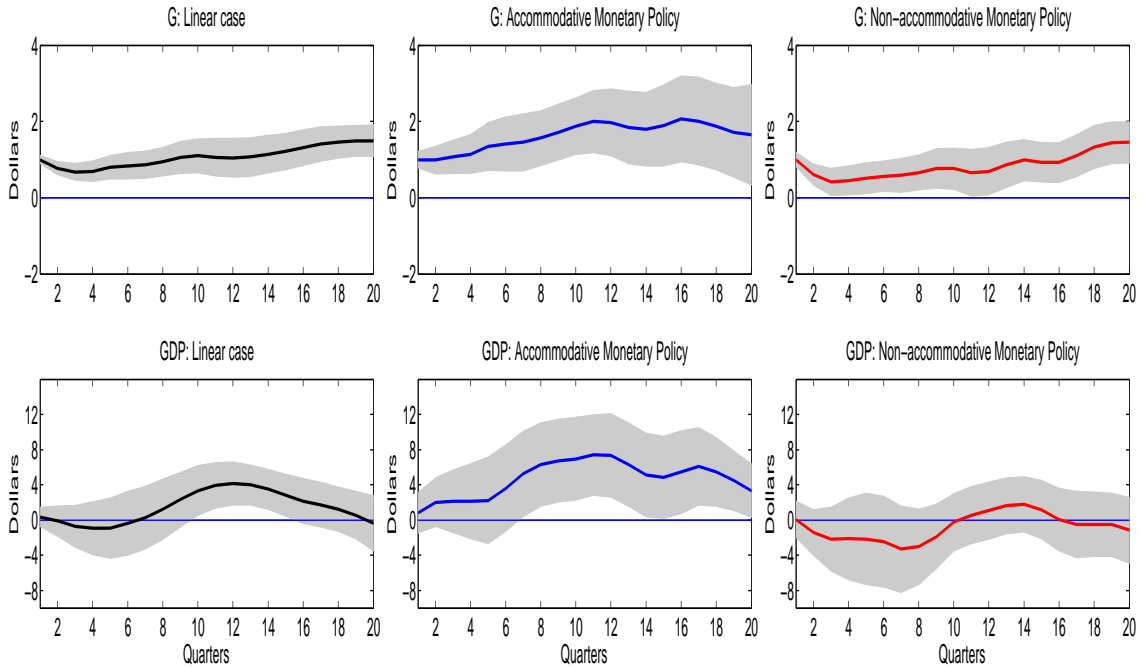 G: Linear case
G: Accommodative Monetary Policy
G: Non-accommodative Monetary Policy
4
2
0
-2
Dollars
2 4 6 8 10 12 14 16 18 20
4
2
0
-2
Dollars
2 4 6 8 10 12 14 16 18 20
4
2
0
-2
Dollars
2 4 6 8 10 12 14 16 18 20
GDP: Linear case
GDP: Accommodative Monetary Policy
GDP: Non-accommodative Monetary Policy
12
8
4
0
-4
-8
Dollars
2 4 6 8 10 12 14 16 18 20
Quarters
12
8
4
0
-4
-8
Dollars
2 4 6 8 10 12 14 16 18 20
Quarters
12
8
4
0
-4
-8
Dollars
2 4 6 8 10 12 14 16 18 20
Quarters